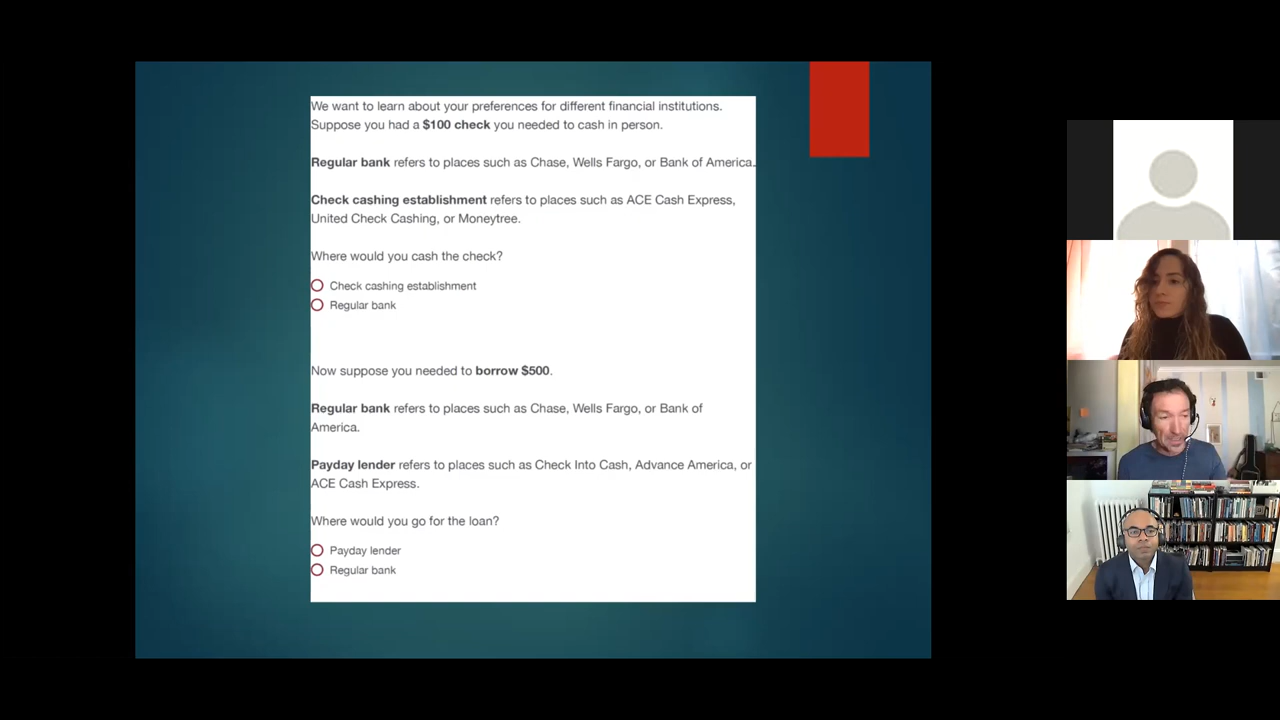 We want to learn about your preferences for different financial institutions.
Suppose you had a $100 check you needed to cash in person.
Regular bank refers to places such as Chase, Wells Fargo, or Bank of America.
Check cashing establishment refers to places such as ACE Cash Express,
United Check Cashing, or Moneytree.
Where would you cash the check?
Check cashing establishment
Regular bank
Now suppose you needed to borrow $500.
Regular bank refers to places such as Chase, Wells Fargo, or Bank of
America.
Payday lender refers to places such as Check Into Cash, Advance America, or
ACE Cash Express.
Where would you go for the loan?
Payday lender
Regular bank